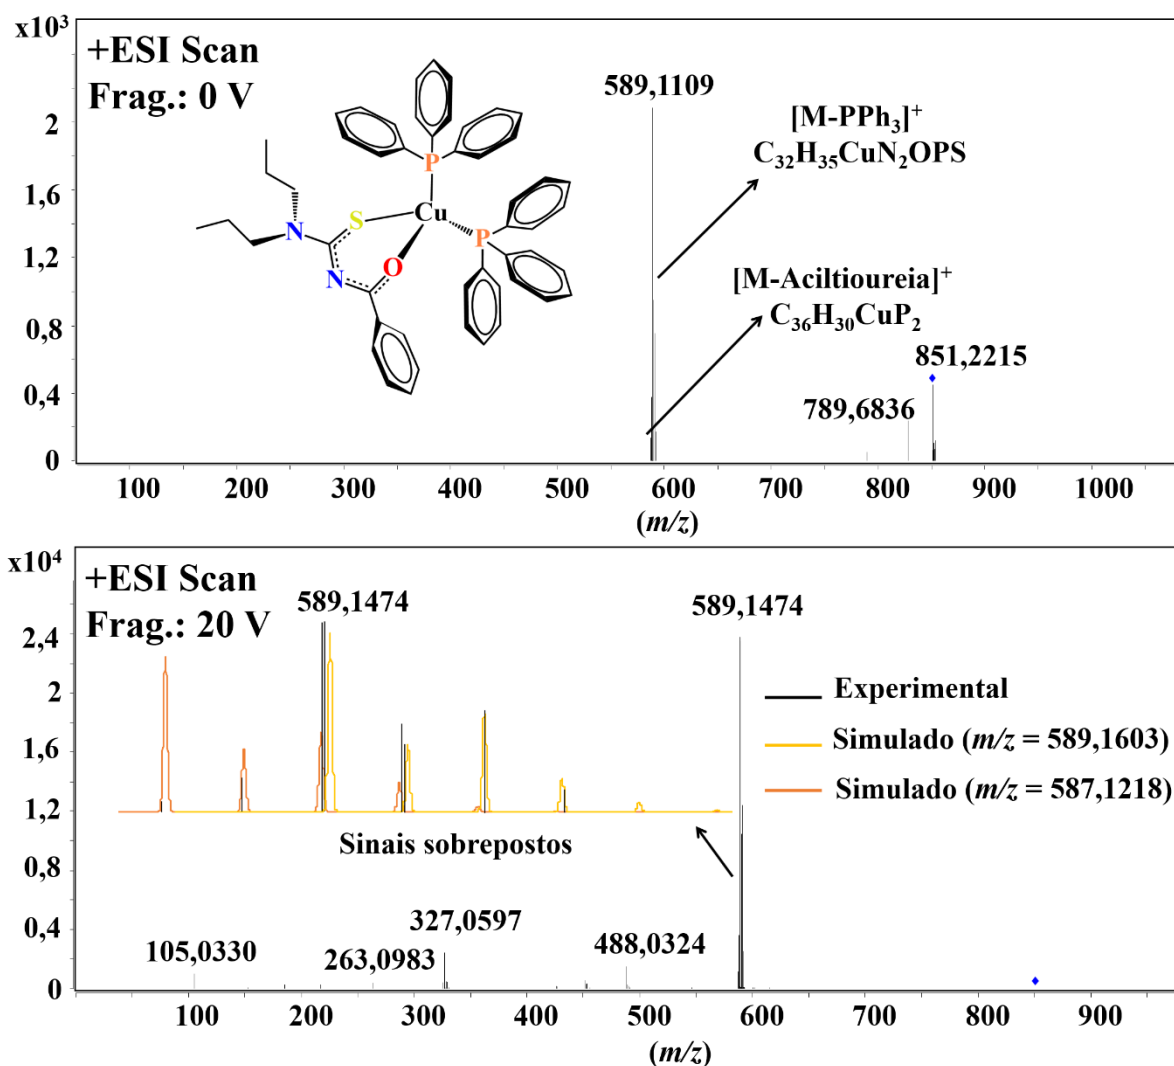 x10³
+ESI Scan
Frag.: 0 V
589,1109
[M-PPh₃]⁺
C₃₂H₃₅CuN₂OPS
[M-Aciltioureia]⁺
C₃₆H₃₀CuP₂
851,2215
789,6836
2
1,6
1,2
0,8
0,4
0
P
Cu
P
S
N
N
O
100 200 300 400 500 600 700 800 900 1000
(m/z)
x10⁴
+ESI Scan
Frag.: 20 V
589,1474
589,1474
Experimental
Simulado (m/z = 589,1603)
Simulado (m/z = 587,1218)
Sinais sobrepostos
2,4
2
1,6
1,2
0,8
0,4
0
105,0330
263,0983
327,0597
488,0324
100 200 300 400 500 600 700 800 900
(m/z)